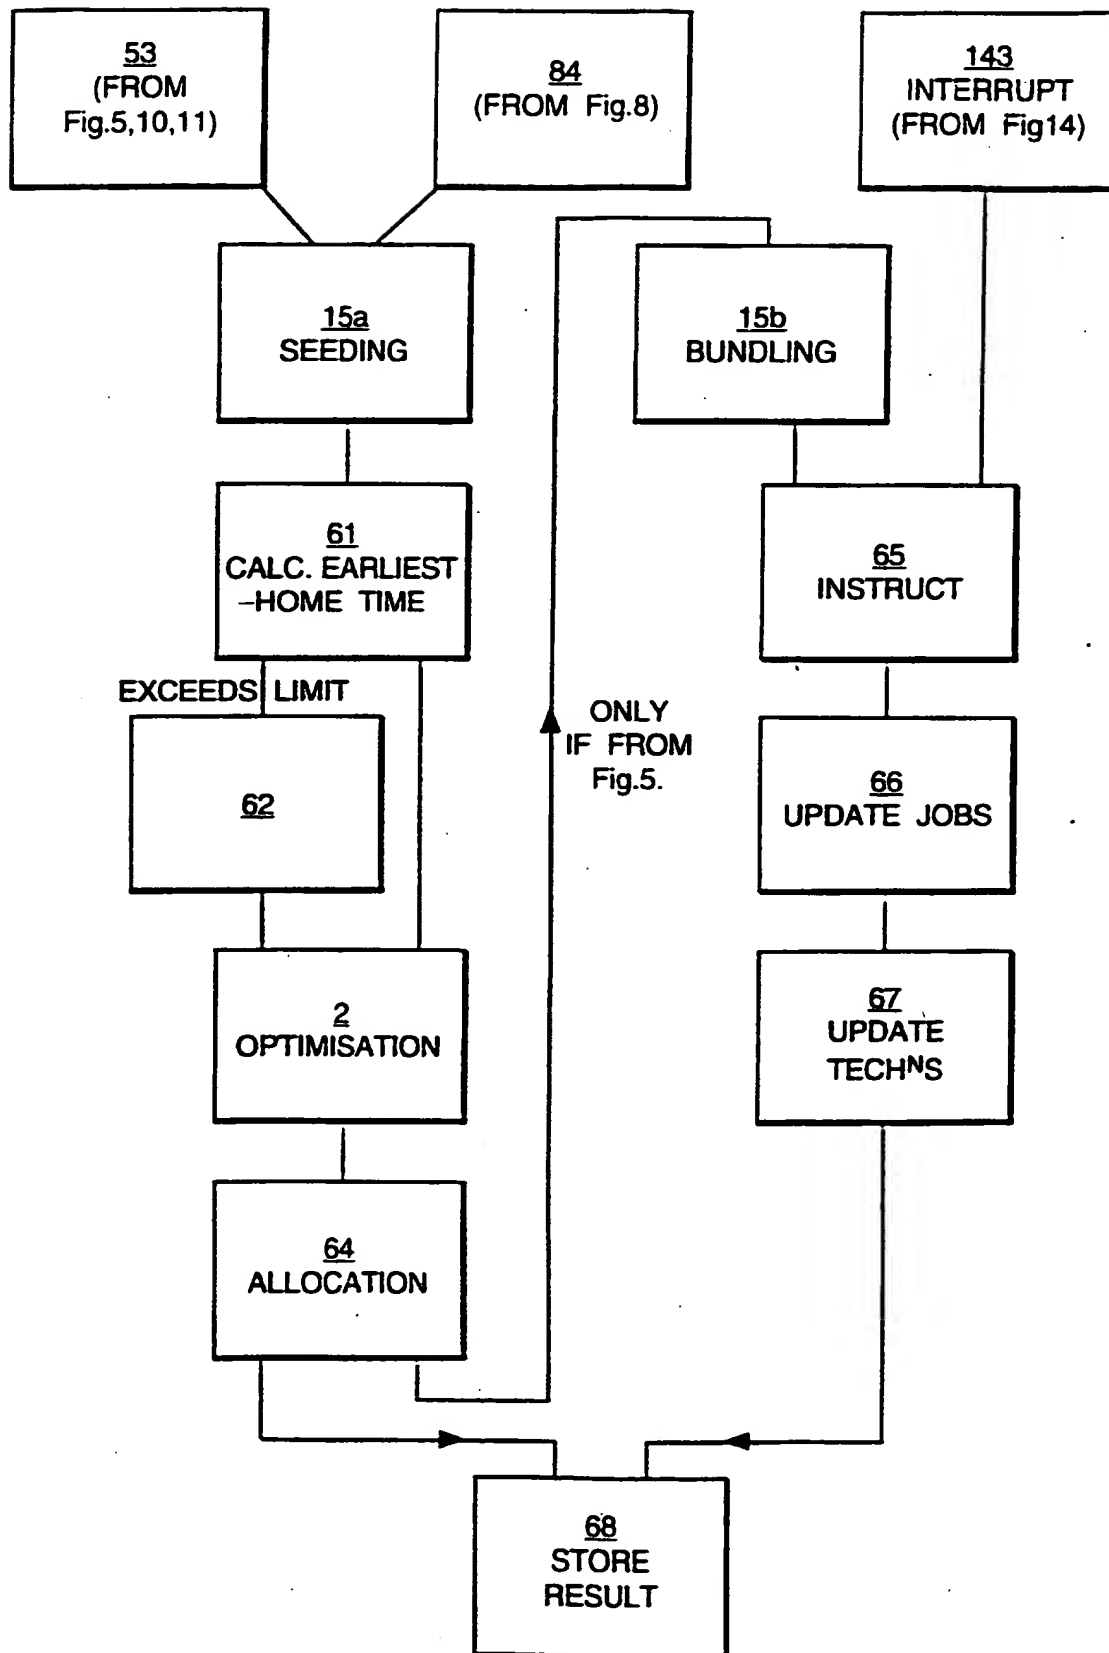 53
(FROM
Fig.5,10,11)
84
(FROM Fig.8)
143
INTERRUPT
(FROM Fig14)
15a
SEEDING
15b
BUNDLING
61
CALC. EARLIEST
–HOME TIME
65
INSTRUCT
EXCEEDS LIMIT
62
ONLY
IF FROM
Fig.5.
66
UPDATE JOBS
2
OPTIMISATION
67
UPDATE
TECHᴺS
64
ALLOCATION
68
STORE
RESULT